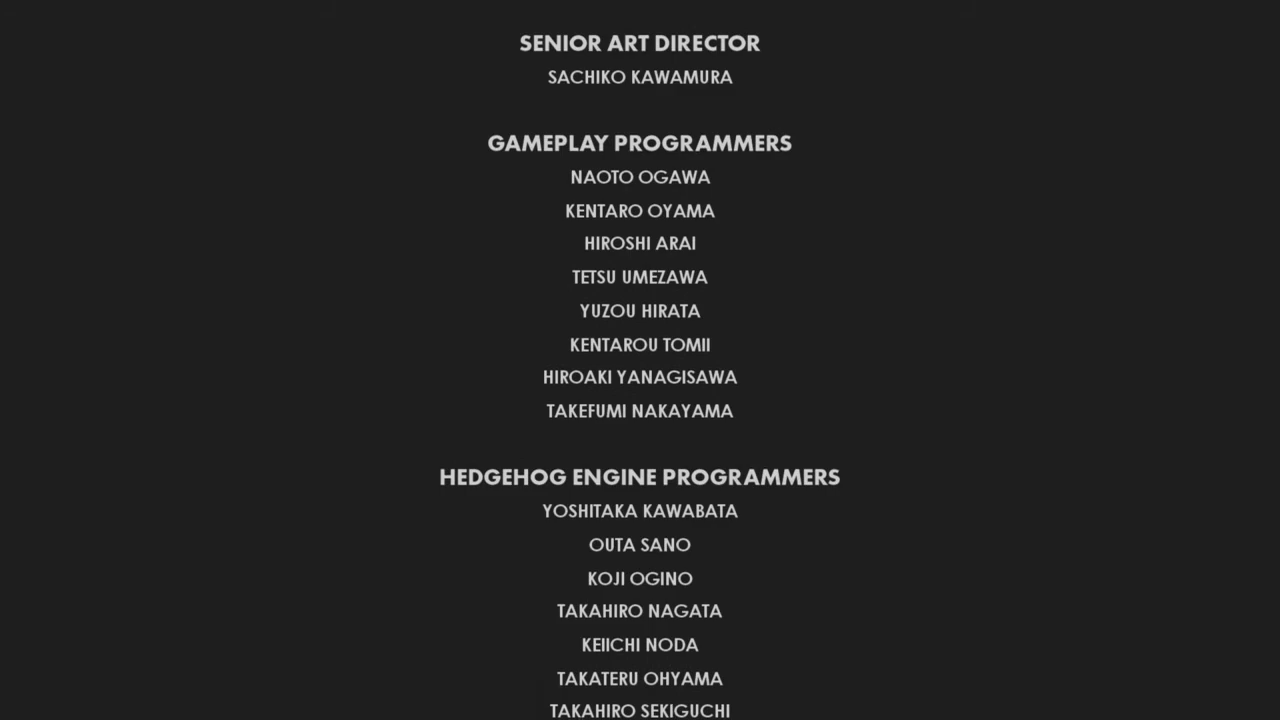 SENIOR ART DIRECTOR
SACHIKO KAWAMURA
GAMEPLAY PROGRAMMERS
NAOTO OGAWA
KENTARO OYAMA
HIROSHI ARAI
TETSU UMEZAWA
YUZOU HIRATA
KENTAROU TOMII
HIROAKI YANAGISAWA
TAKEFUMI NAKAYAMA
HEDGEHOG ENGINE PROGRAMMERS
YOSHITAKA KAWABATA
OUTA SANO
KOJI OGINO
TAKAHIRO NAGATA
KEIICHI NODA
TAKATERU OHYAMA
TAKAHIRO SEKIGUCHI